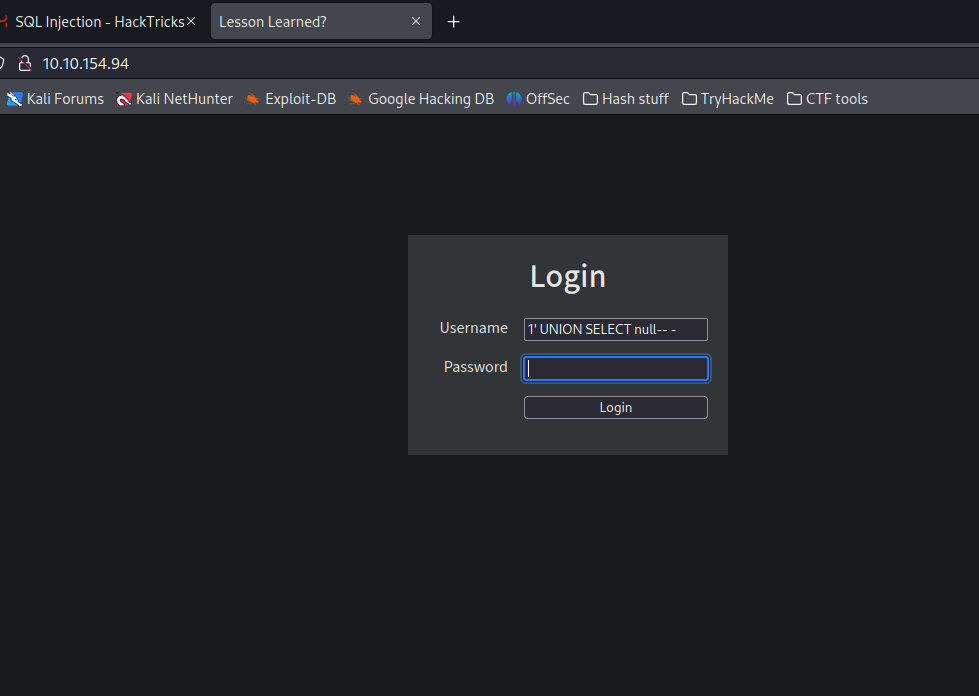 SQL Injection - HackTricks
Lesson Learned?
10.10.154.94
Kali Forums Kali NetHunter Exploit-DB Google Hacking DB OffSec Hash stuff TryHackMe CTF tools
Login
Username 1' UNION SELECT null-- -
Password
Login